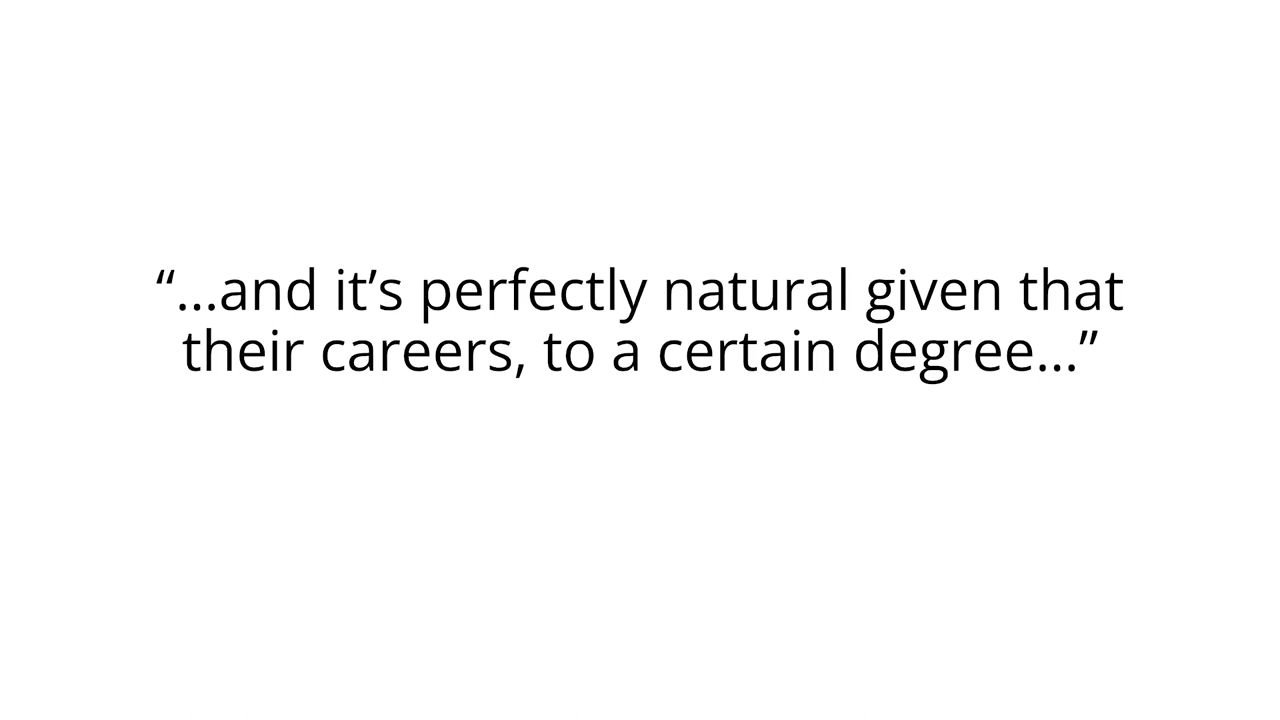 “...and it’s perfectly natural given that
their careers, to a certain degree...”